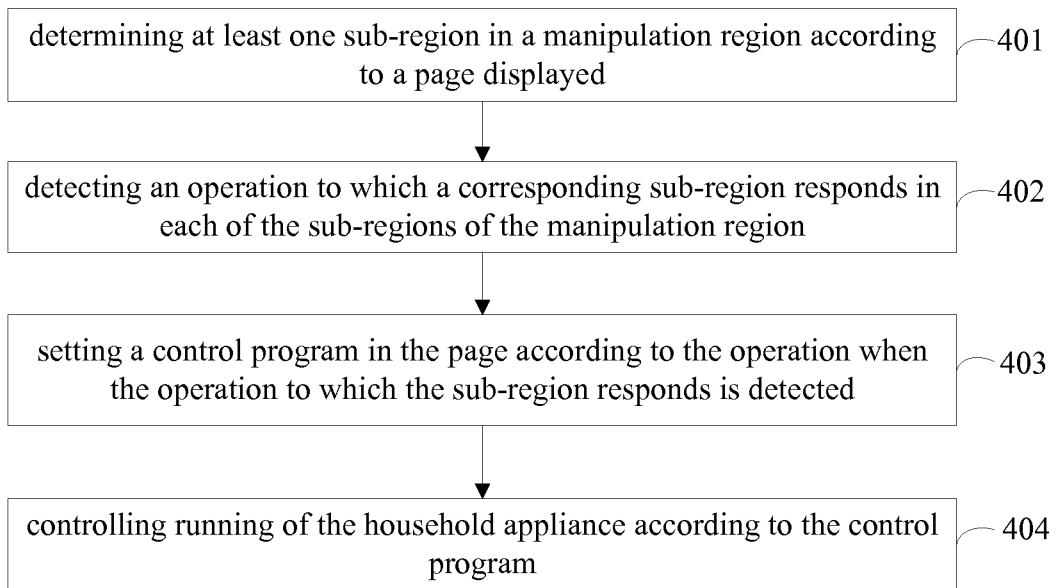 determining at least one sub-region in a manipulation region according
to a page displayed
401
detecting an operation to which a corresponding sub-region responds in
each of the sub-regions of the manipulation region
402
setting a control program in the page according to the operation when
the operation to which the sub-region responds is detected
403
controlling running of the household appliance according to the control
program
404